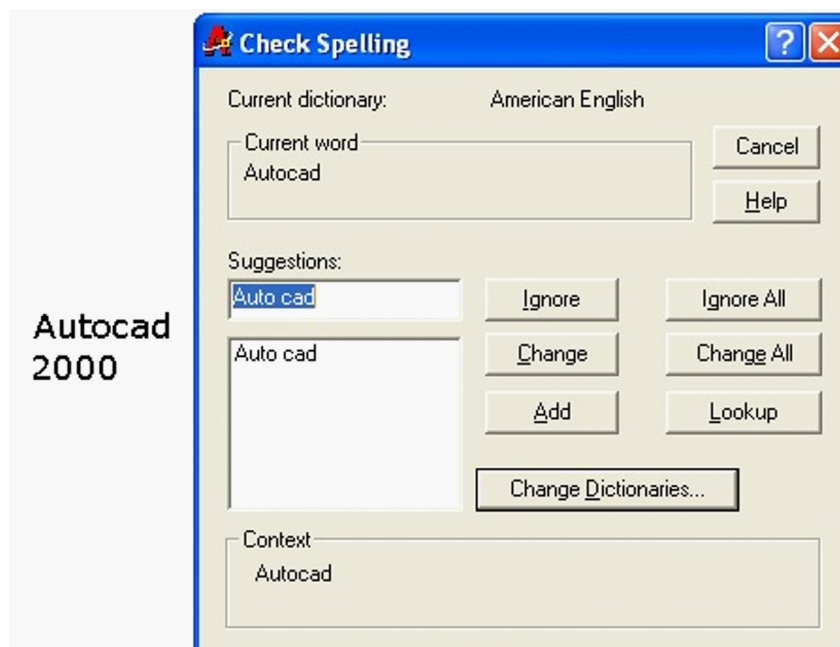 Check Spelling
Current dictionary: American English
Current word
Autocad
Cancel
Help
Suggestions:
Auto cad
Ignore
Ignore All
Auto cad
Change
Change All
Add
Lookup
Change Dictionaries...
Context
Autocad
Autocad
2000